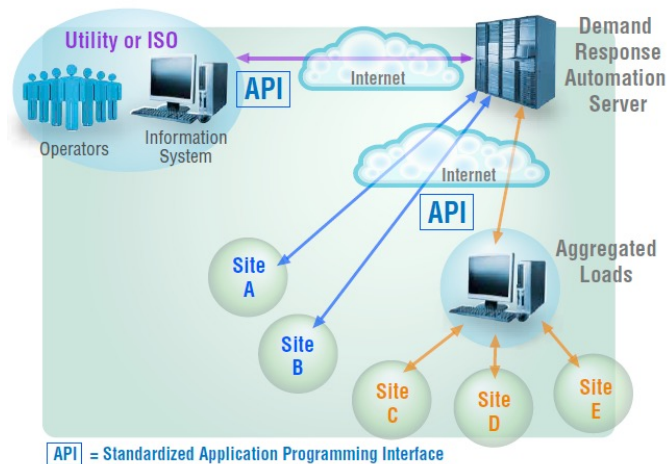 Utility or ISO
Operators
Information
System
API
Internet
Demand
Response
Automation
Server
Internet
API
Aggregated
Loads
Site
A
Site
B
Site
C
Site
D
Site
E
API = Standardized Application Programming Interface